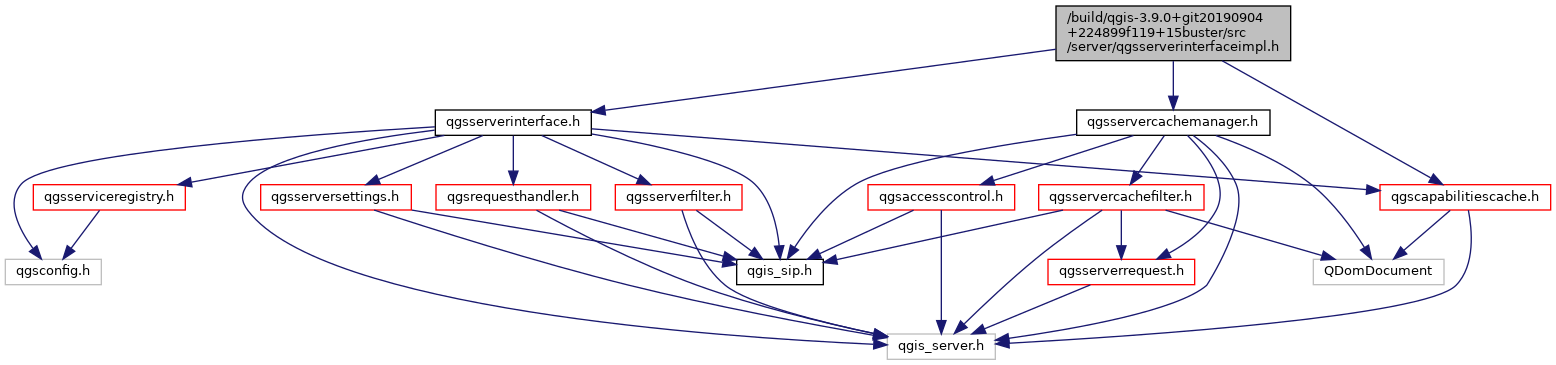 /build/qgis-3.9.0+git20190904
+224899f119+15buster/src
/server/qgsserverinterfaceimpl.h
qgsserverinterface.h
qgsservercachemanager.h
qgsserviceregistry.h
qgsserversettings.h
qgsrequesthandler.h
qgsserverfilter.h
qgsaccesscontrol.h
qgsservercachefilter.h
qgscapabilitiescache.h
qgsconfig.h
qgis_sip.h
qgsserverrequest.h
QDomDocument
qgis_server.h